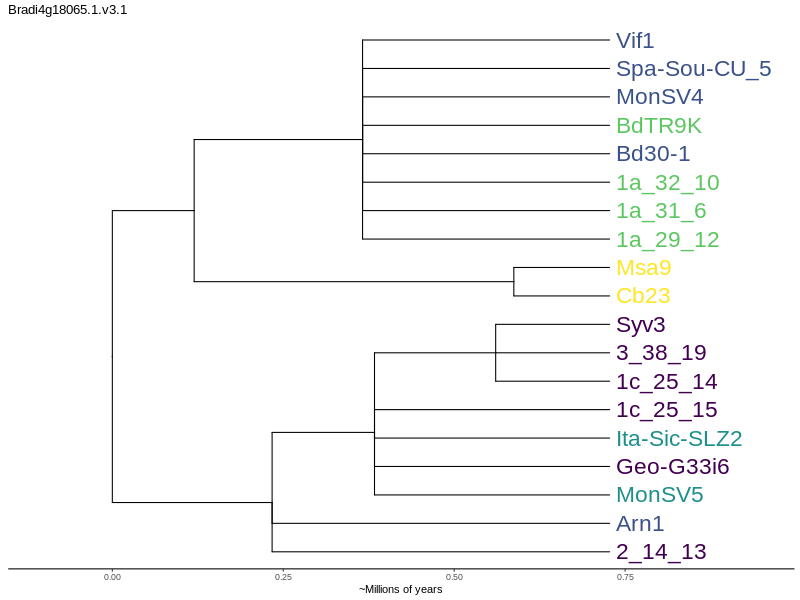 Bradi4g18065.1.v3.1
Vif1
Spa-Sou-CU_5
MonSV4
BdTR9K
Bd30-1
1a_32_10
1a_31_6
1a_29_12
Msa9
Cb23
Syv3
3_38_19
1c_25_14
1c_25_15
Ita-Sic-SLZ2
Geo-G33i6
MonSV5
Arn1
2_14_13
0.00 0.25 0.50 0.75
~Millions of years